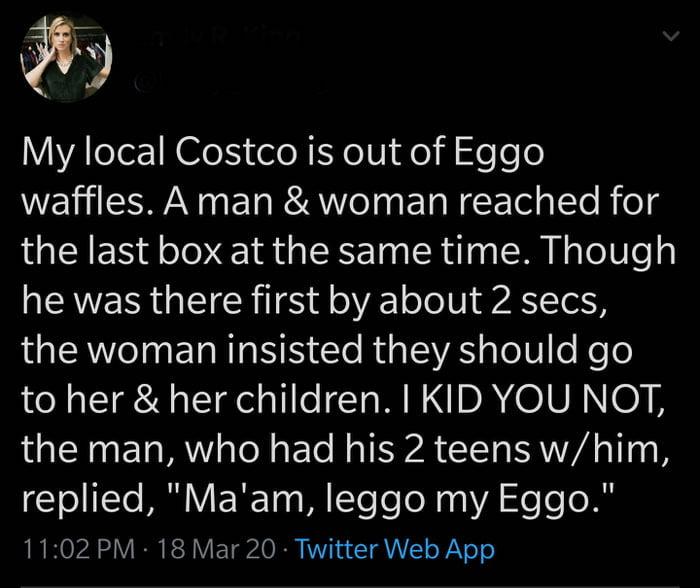 My local Costco is out of Eggo
waffles. A man & woman reached for
the last box at the same time. Though
he was there first by about 2 secs,
the woman insisted they should go
to her & her children. I KID YOU NOT,
the man, who had his 2 teens w/him,
replied, "Ma'am, leggo my Eggo."
11:02 PM · 18 Mar 20 · Twitter Web App